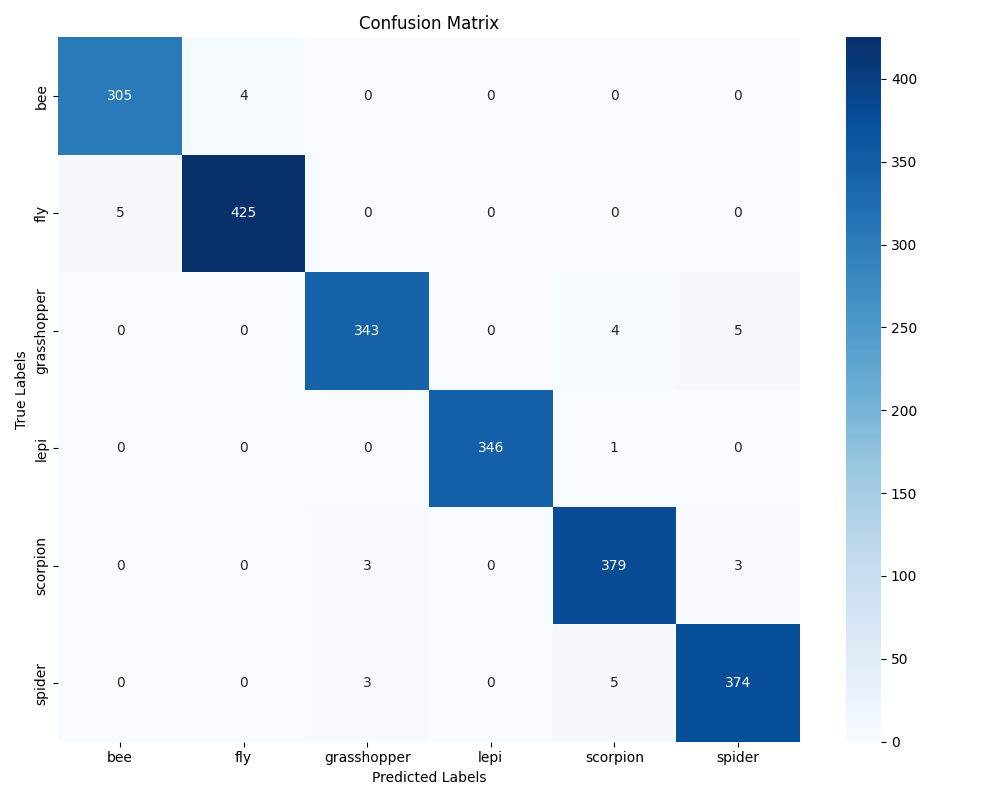 Confusion Matrix
True Labels
bee 305 4 0 0 0 0
fly 5 425 0 0 0 0
grasshopper 0 0 343 0 4 5
lepi 0 0 0 346 1 0
scorpion 0 0 3 0 379 3
spider 0 0 3 0 5 374
bee fly grasshopper lepi scorpion spider
Predicted Labels
400
350
300
250
200
150
100
50
0